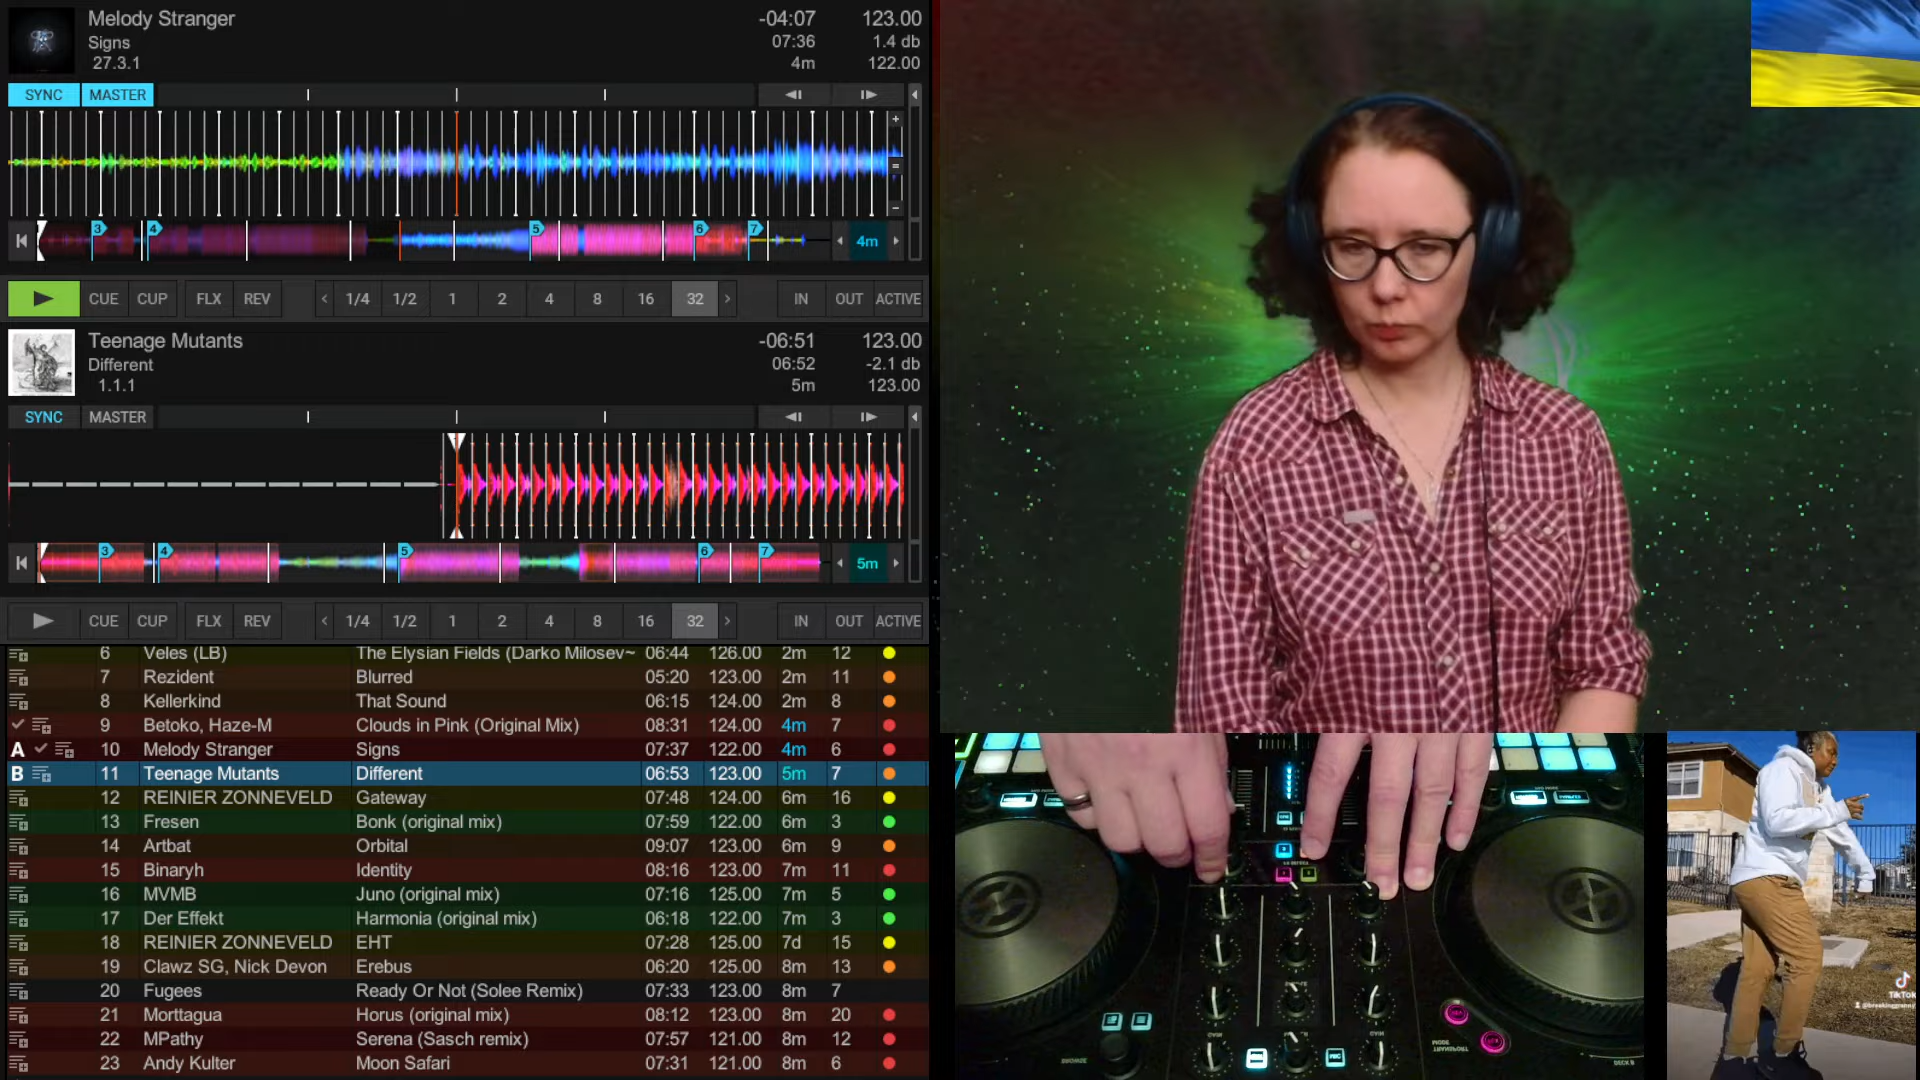 Melody Stranger -04:07 123.00
Signs 07:36 1.4 db
27.3.1 4m 122.00
SYNC MASTER
3 4 5 6 7 4m
CUE CUP FLX REV 1/4 1/2 1 2 4 8 16 32 IN OUT ACTIVE
Teenage Mutants -06:51 123.00
Different 06:52 -2.1 db
1.1.1 5m 123.00
SYNC MASTER
3 4 5 6 7 5m
CUE CUP FLX REV 1/4 1/2 1 2 4 8 16 32 IN OUT ACTIVE
6 Veles (LB) The Elysian Fields (Darko Milosev~ 06:44 126.00 2m 12
7 Rezident Blurred 05:20 123.00 2m 11
8 Kellerkind That Sound 06:15 124.00 2m 8
9 Betoko, Haze-M Clouds in Pink (Original Mix) 08:31 124.00 4m 7
A 10 Melody Stranger Signs 07:37 122.00 4m 6
B 11 Teenage Mutants Different 06:53 123.00 5m 7
12 REINIER ZONNEVELD Gateway 07:48 124.00 6m 16
13 Fresen Bonk (original mix) 07:59 122.00 6m 3
14 Artbat Orbital 09:07 123.00 6m 9
15 Binaryh Identity 08:16 123.00 7m 11
16 MVMB Juno (original mix) 07:16 125.00 7m 5
17 Der Effekt Harmonia (original mix) 06:18 122.00 7m 3
18 REINIER ZONNEVELD EHT 07:28 125.00 7d 15
19 Clawz SG, Nick Devon Erebus 06:20 125.00 8m 13
20 Fugees Ready Or Not (Solee Remix) 07:33 123.00 8m 7
21 Morttagua Horus (original mix) 08:12 123.00 8m 20
22 MPathy Serena (Sasch remix) 07:57 121.00 8m 12
23 Andy Kulter Moon Safari 07:31 121.00 8m 6
TikTok
MODE
TRANSPORT
DECK B